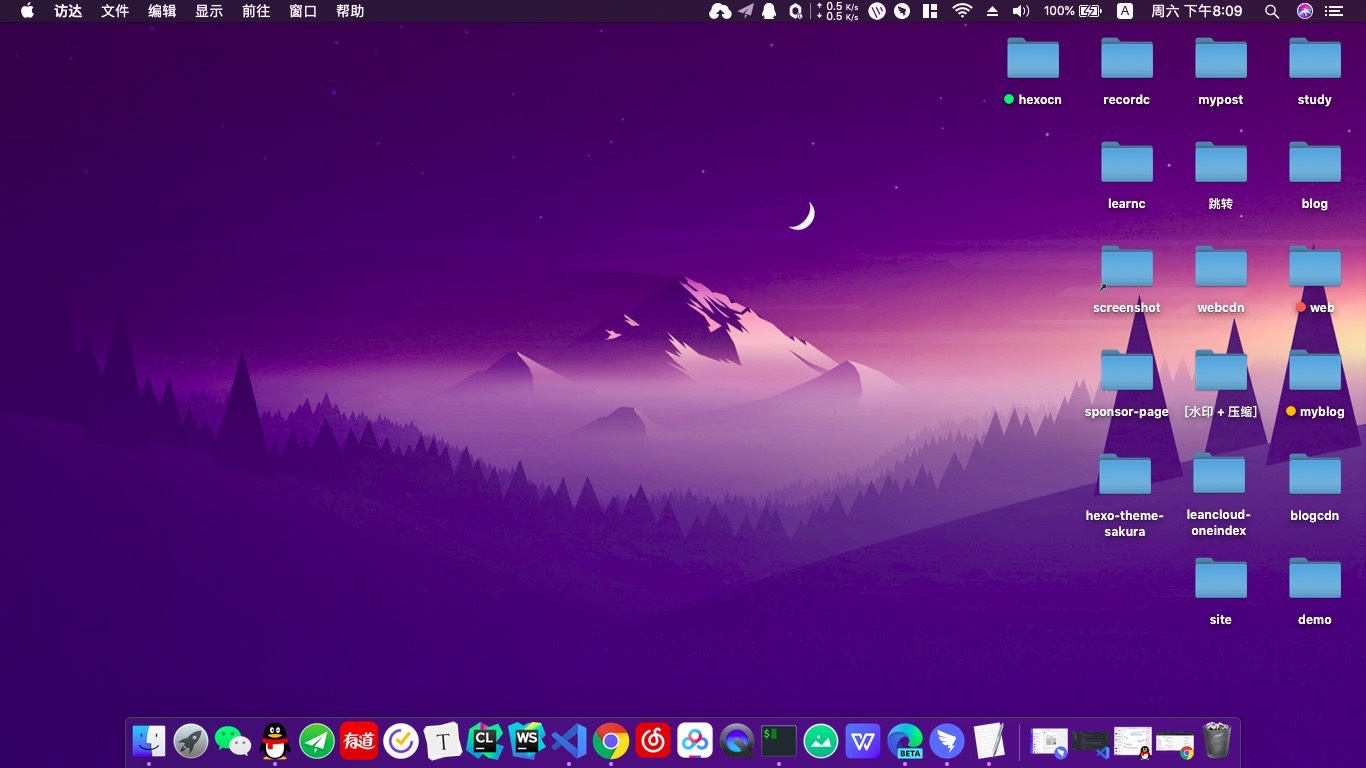 访达 文件 编辑 显示 前往 窗口 帮助 0.5 K/s 0.5 K/s 100% A 周六 下午8:09
hexocn recordc mypost study
learnc 跳转 blog
screenshot webcdn web
sponsor-page [水印 + 压缩] myblog
hexo-theme-sakura leancloud-oneindex blogcdn
site demo
有道 T CL WS $ W BETA